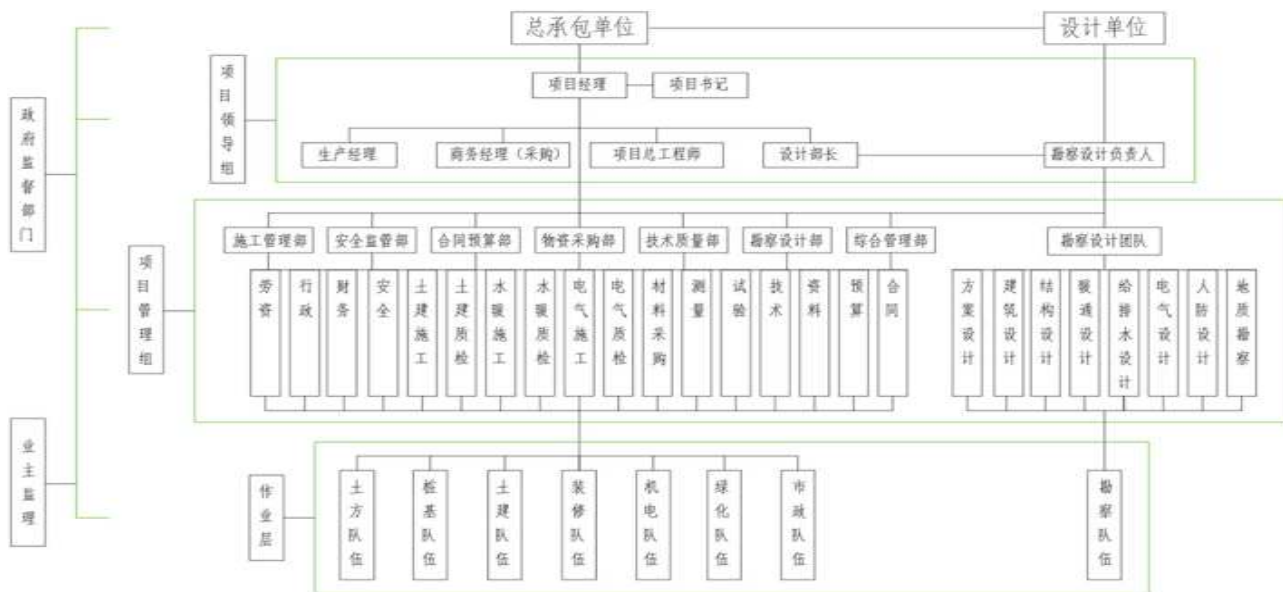 总承包单位
设计单位
项目领导组
项目经理
项目书记
政府监督部门
生产经理
商务经理（采购）
项目总工程师
设计部长
勘察设计负责人
项目管理组
施工管理部
安全监管部
合同预算部
物资采购部
技术质量部
勘察设计部
综合管理部
勘察设计团队
劳资
行政
财务
安全
土建施工
土建质检
水暖施工
水暖质检
电气施工
电气质检
材料采购
测量
试验
技术
资料
预算
合同
方案设计
建筑设计
结构设计
暖通设计
给排水设计
电气设计
人防设计
地质勘察
业主监理
作业层
土方队伍
桩基队伍
土建队伍
装修队伍
机电队伍
绿化队伍
市政队伍
勘察队伍